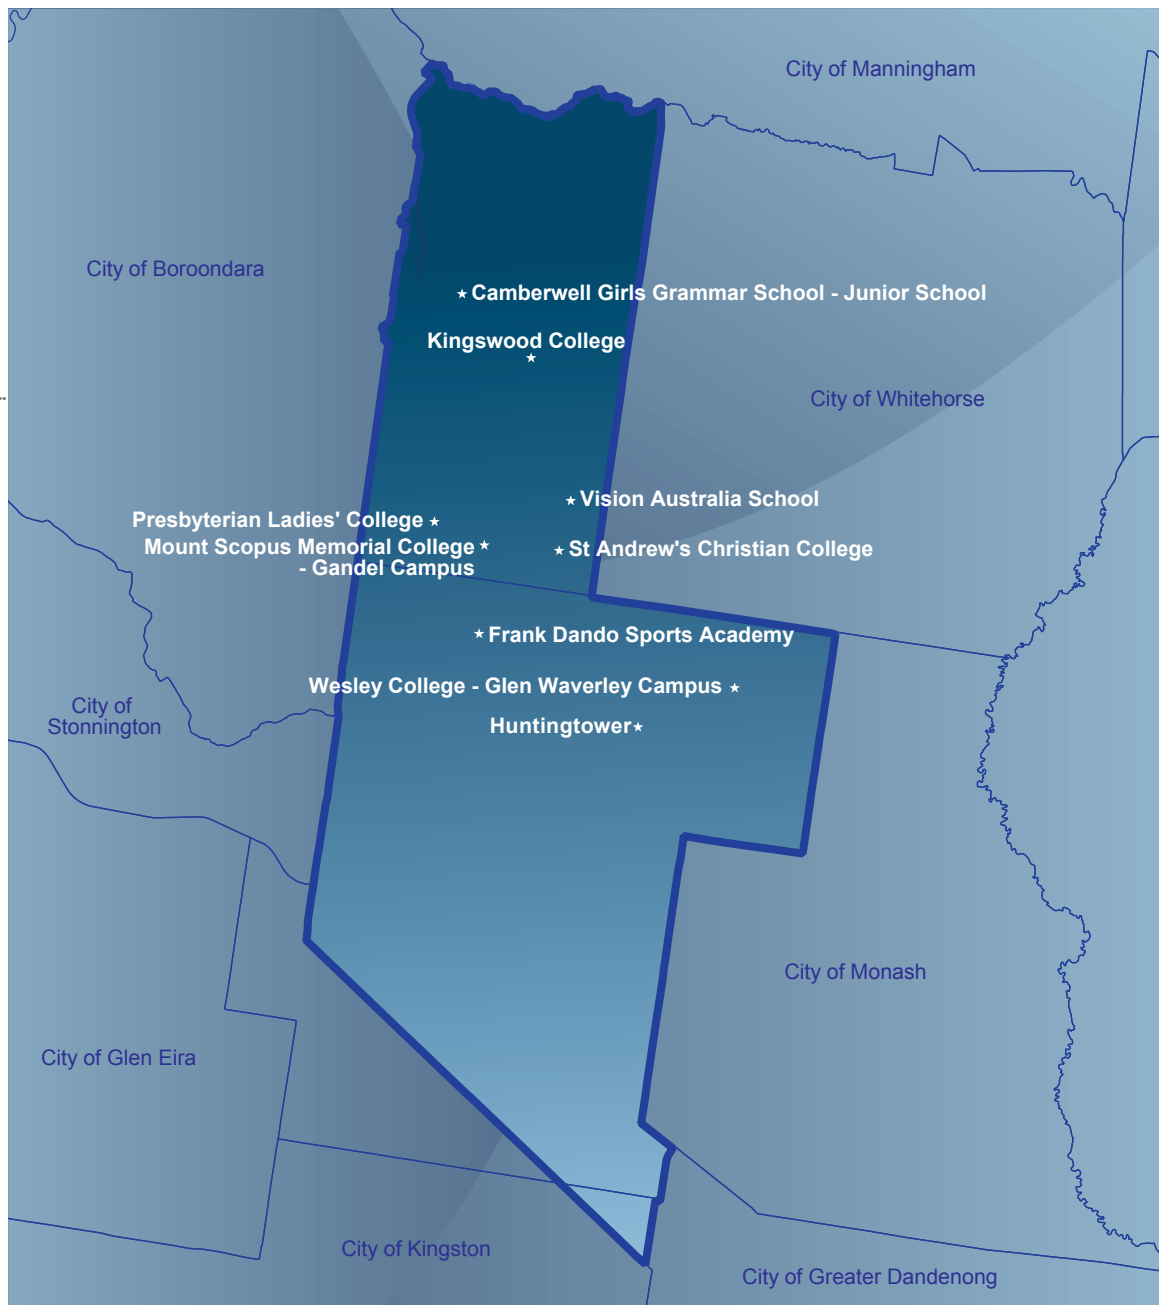 City of Manningham
City of Boroondara
Camberwell Girls Grammar School - Junior School
Kingswood College
City of Whitehorse
Vision Australia School
Presbyterian Ladies' College
Mount Scopus Memorial College
- Gandel Campus
St Andrew's Christian College
Frank Dando Sports Academy
Wesley College - Glen Waverley Campus
City of
Stonnington
Huntingtower
City of Monash
City of Glen Eira
City of Kingston
City of Greater Dandenong